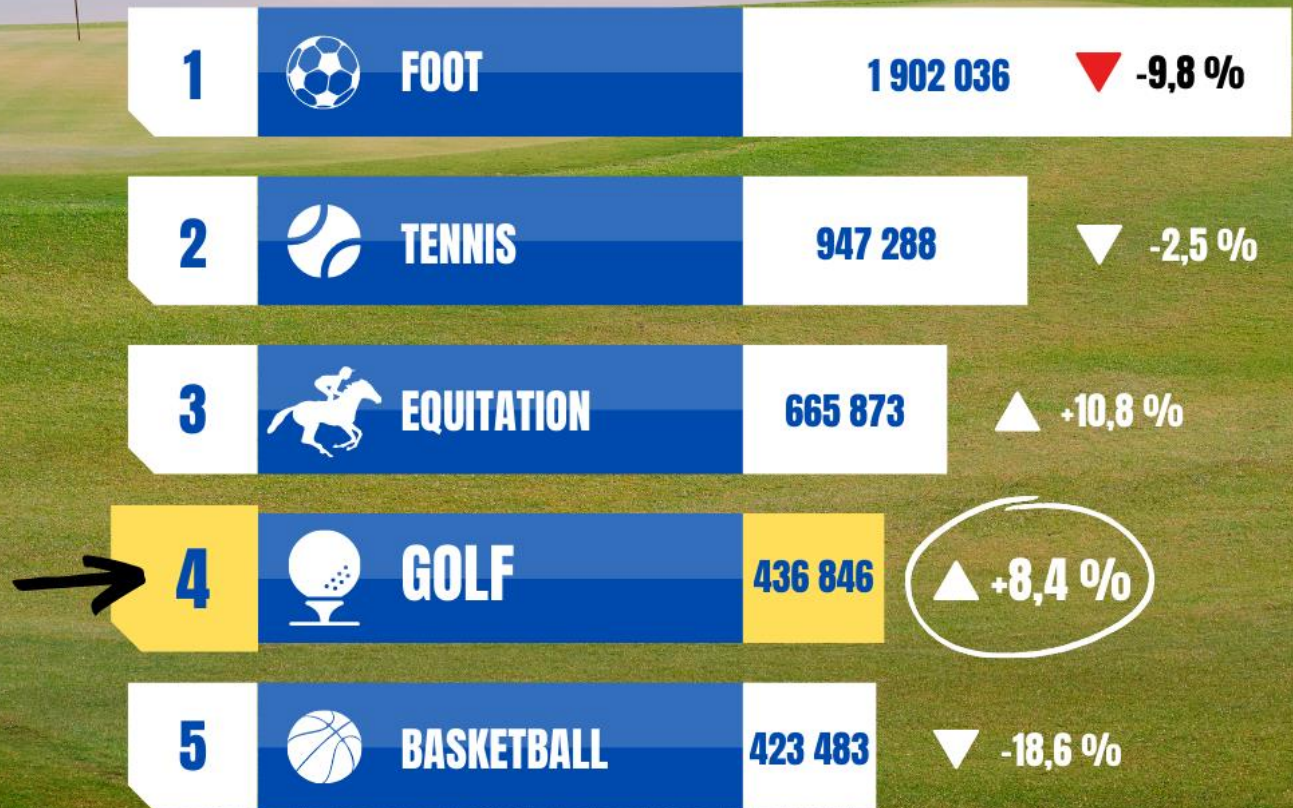 1 FOOT 1 902 036 -9,8 %
2 TENNIS 947 288 -2,5 %
3 EQUITATION 665 873 +10,8 %
4 GOLF 436 846 +8,4 %
5 BASKETBALL 423 483 -18,6 %